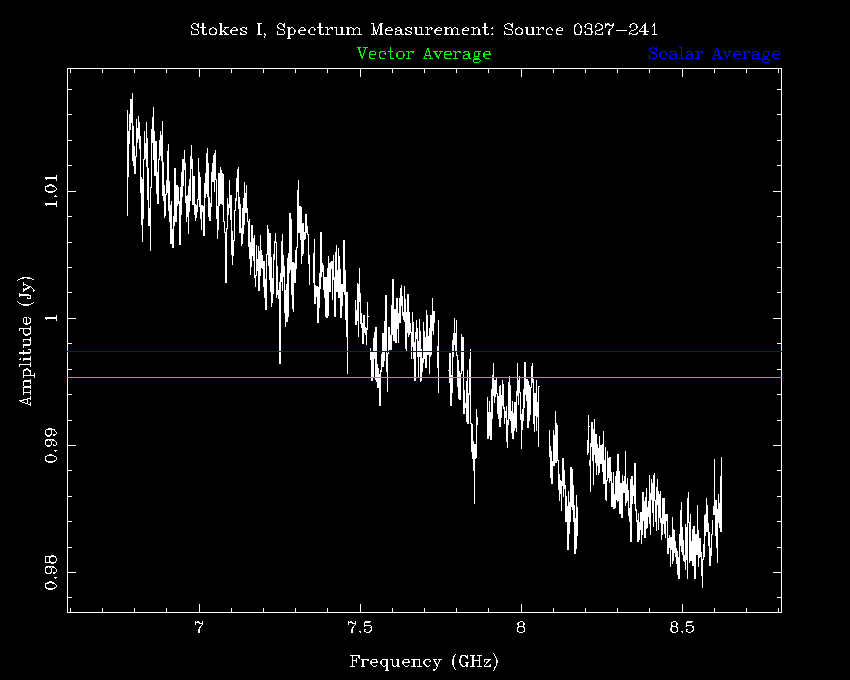 Stokes I, Spectrum Measurement: Source 0327−241
Vector Average
Scalar Average
Amplitude (Jy)
1.01
1
0.99
0.98
7
7.5
8
8.5
Frequency (GHz)